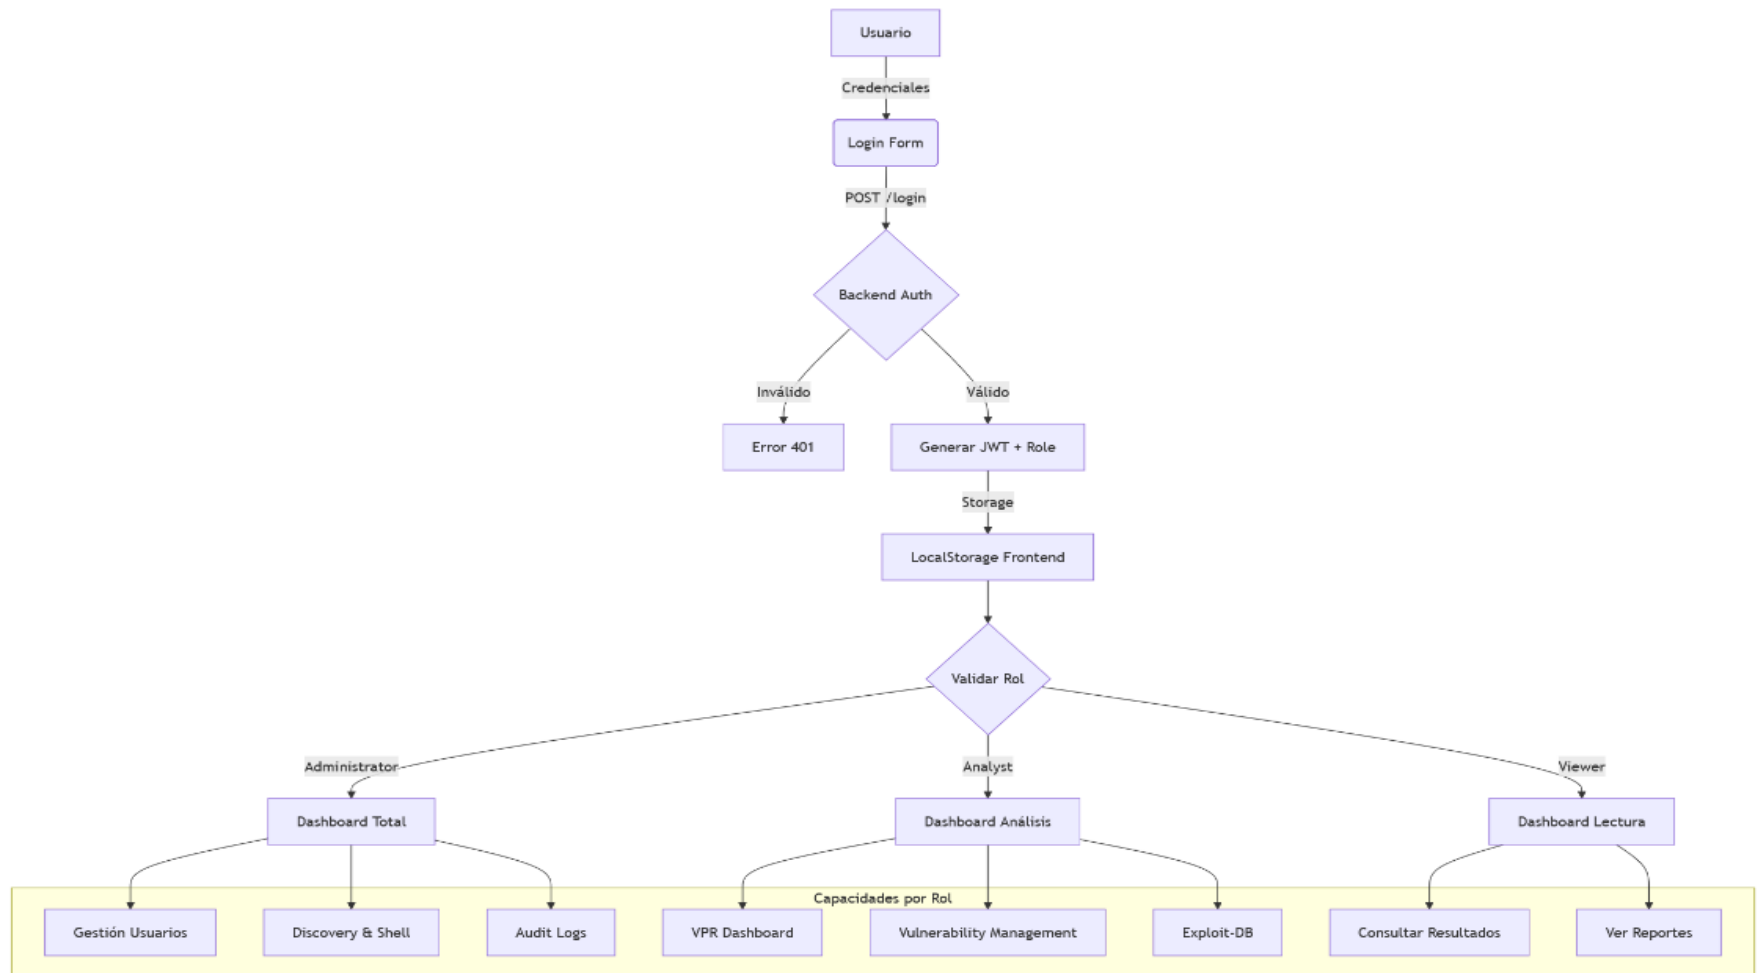 Usuario
Credenciales
Login Form
POST /login
Backend Auth
Inválido
Válido
Error 401
Generar JWT + Role
Storage
LocalStorage Frontend
Validar Rol
Administrator
Analyst
Viewer
Dashboard Total
Dashboard Análisis
Dashboard Lectura
Capacidades por Rol
Gestión Usuarios
Discovery & Shell
Audit Logs
VPR Dashboard
Vulnerability Management
Exploit-DB
Consultar Resultados
Ver Reportes